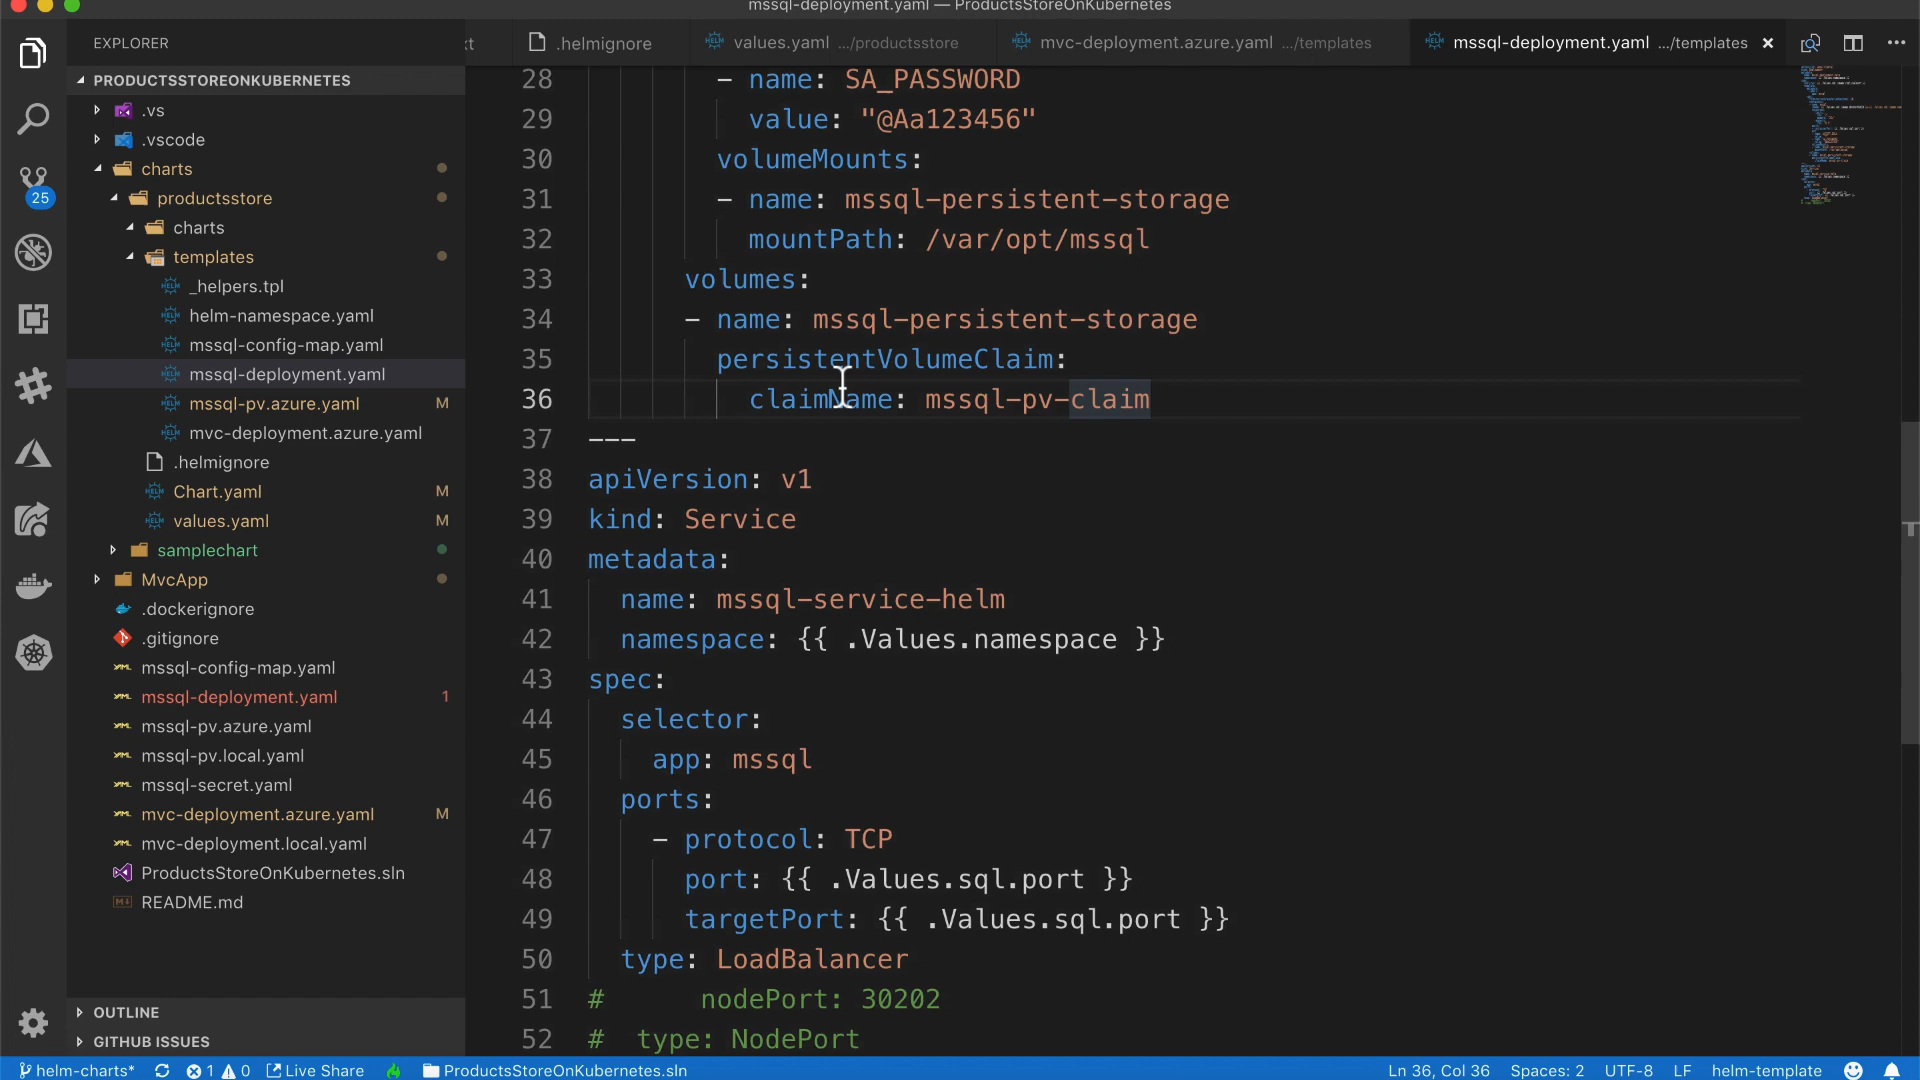 mssql-deployment.yaml — ProductsStoreOnKubernetes
EXPLORER
PRODUCTSSTOREONKUBERNETES
.vs
.vscode
charts
productsstore
charts
templates
_helpers.tpl
helm-namespace.yaml
mssql-config-map.yaml
mssql-deployment.yaml
mssql-pv.azure.yaml M
mvc-deployment.azure.yaml
.helmignore
Chart.yaml M
values.yaml M
samplechart
MvcApp
.dockerignore
.gitignore
mssql-config-map.yaml
mssql-deployment.yaml 1
mssql-pv.azure.yaml
mssql-pv.local.yaml
mssql-secret.yaml
mvc-deployment.azure.yaml M
mvc-deployment.local.yaml
ProductsStoreOnKubernetes.sln
README.md
OUTLINE
GITHUB ISSUES
25
xt .helmignore values.yaml .../productsstore mvc-deployment.azure.yaml .../templates mssql-deployment.yaml .../templates
28 - name: SA_PASSWORD
29 value: "@Aa123456"
30 volumeMounts:
31 - name: mssql-persistent-storage
32 mountPath: /var/opt/mssql
33 volumes:
34 - name: mssql-persistent-storage
35 persistentVolumeClaim:
36 claimName: mssql-pv-claim
37 ---
38 apiVersion: v1
39 kind: Service
40 metadata:
41 name: mssql-service-helm
42 namespace: {{ .Values.namespace }}
43 spec:
44 selector:
45 app: mssql
46 ports:
47 - protocol: TCP
48 port: {{ .Values.sql.port }}
49 targetPort: {{ .Values.sql.port }}
50 type: LoadBalancer
51 # nodePort: 30202
52 # type: NodePort
helm-charts* 1 0 Live Share ProductsStoreOnKubernetes.sln Ln 36, Col 36 Spaces: 2 UTF-8 LF helm-template